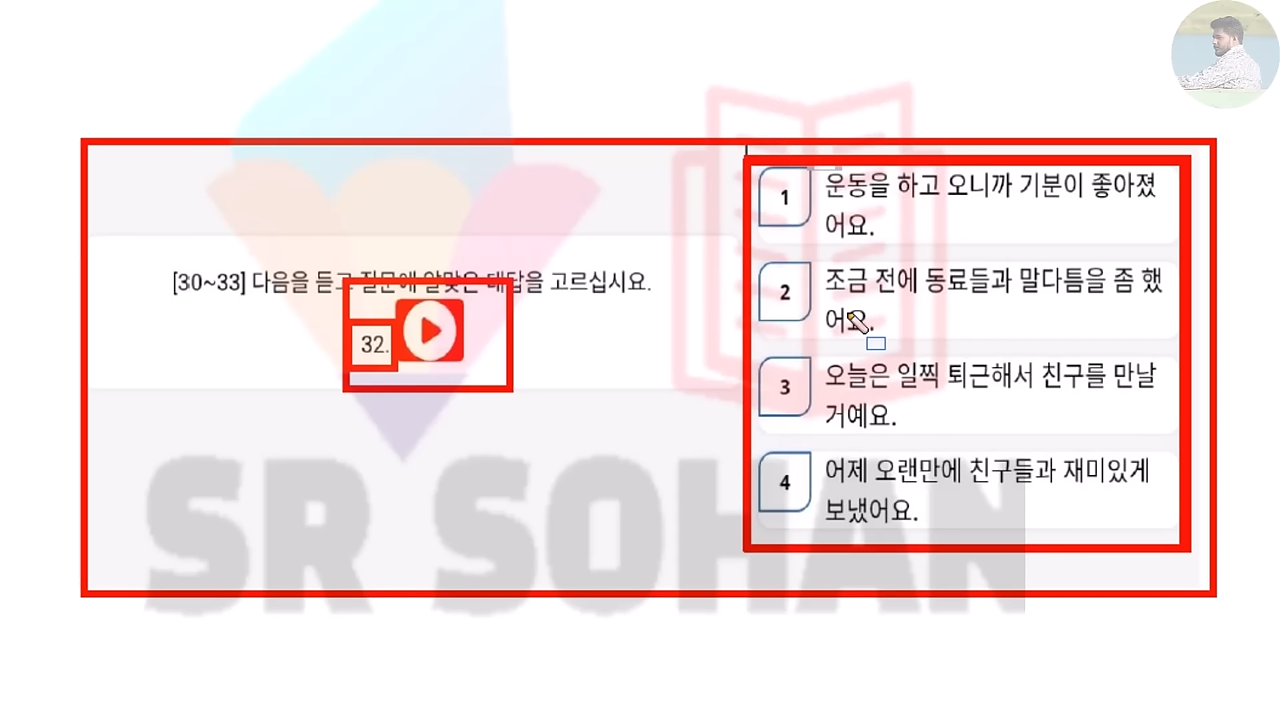 [30~33] 다음을 듣고 질문에 알맞은 대답을 고르십시요.
32.
1
운동을 하고 오니까 기분이 좋아졌
어요.
2
조금 전에 동료들과 말다틈을 좀 했
어요.
3
오늘은 일찍 퇴근해서 친구를 만날
거예요.
4
어제 오랜만에 친구들과 재미있게
보냈어요.
SR SOHAN